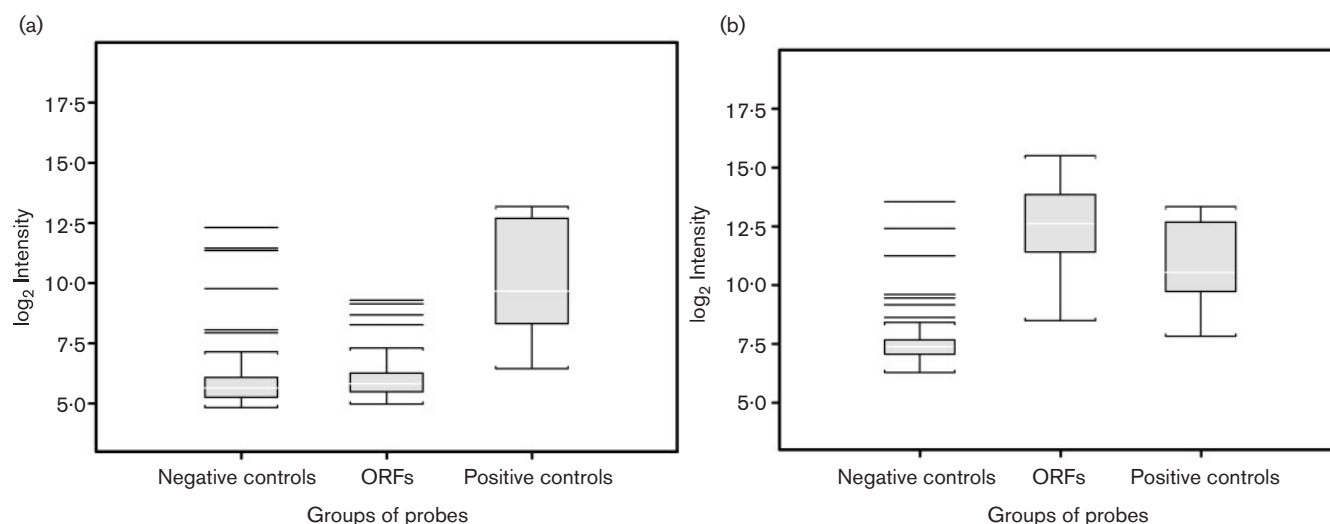 (a)
log₂ Intensity
17·5
15·0
12·5
10·0
7·5
5·0
Negative controls ORFs Positive controls
Groups of probes
(b)
log₂ Intensity
17·5
15·0
12·5
10·0
7·5
5·0
Negative controls ORFs Positive controls
Groups of probes